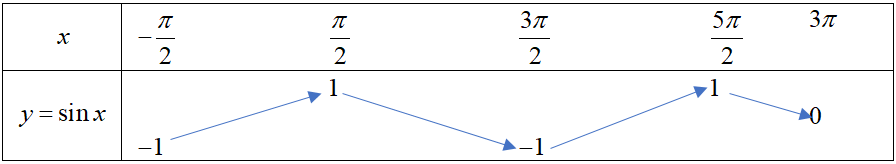 x −π/2 π/2 3π/2 5π/2 3π
y = sin x −1 1 −1 1 0